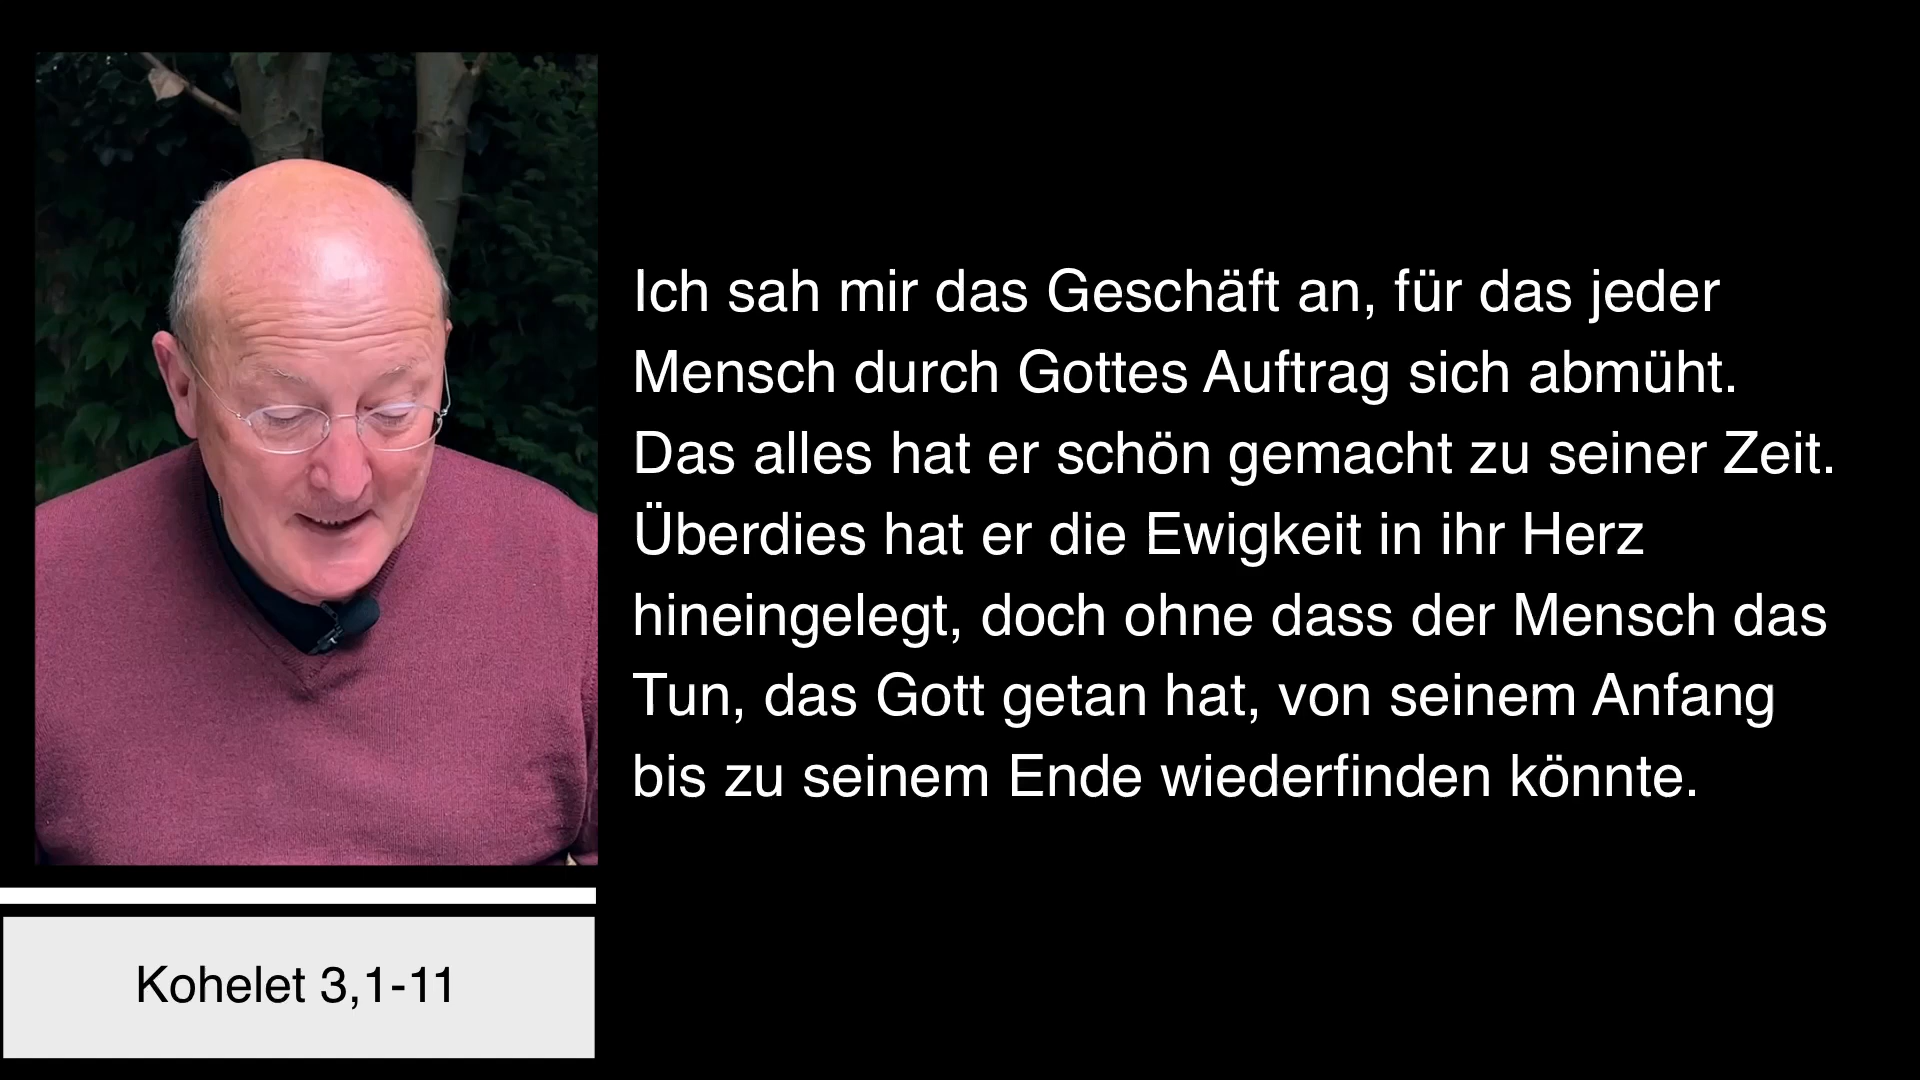 Ich sah mir das Geschäft an, für das jeder
Mensch durch Gottes Auftrag sich abmüht.
Das alles hat er schön gemacht zu seiner Zeit.
Überdies hat er die Ewigkeit in ihr Herz
hineingelegt, doch ohne dass der Mensch das
Tun, das Gott getan hat, von seinem Anfang
bis zu seinem Ende wiederfinden könnte.
Kohelet 3,1-11